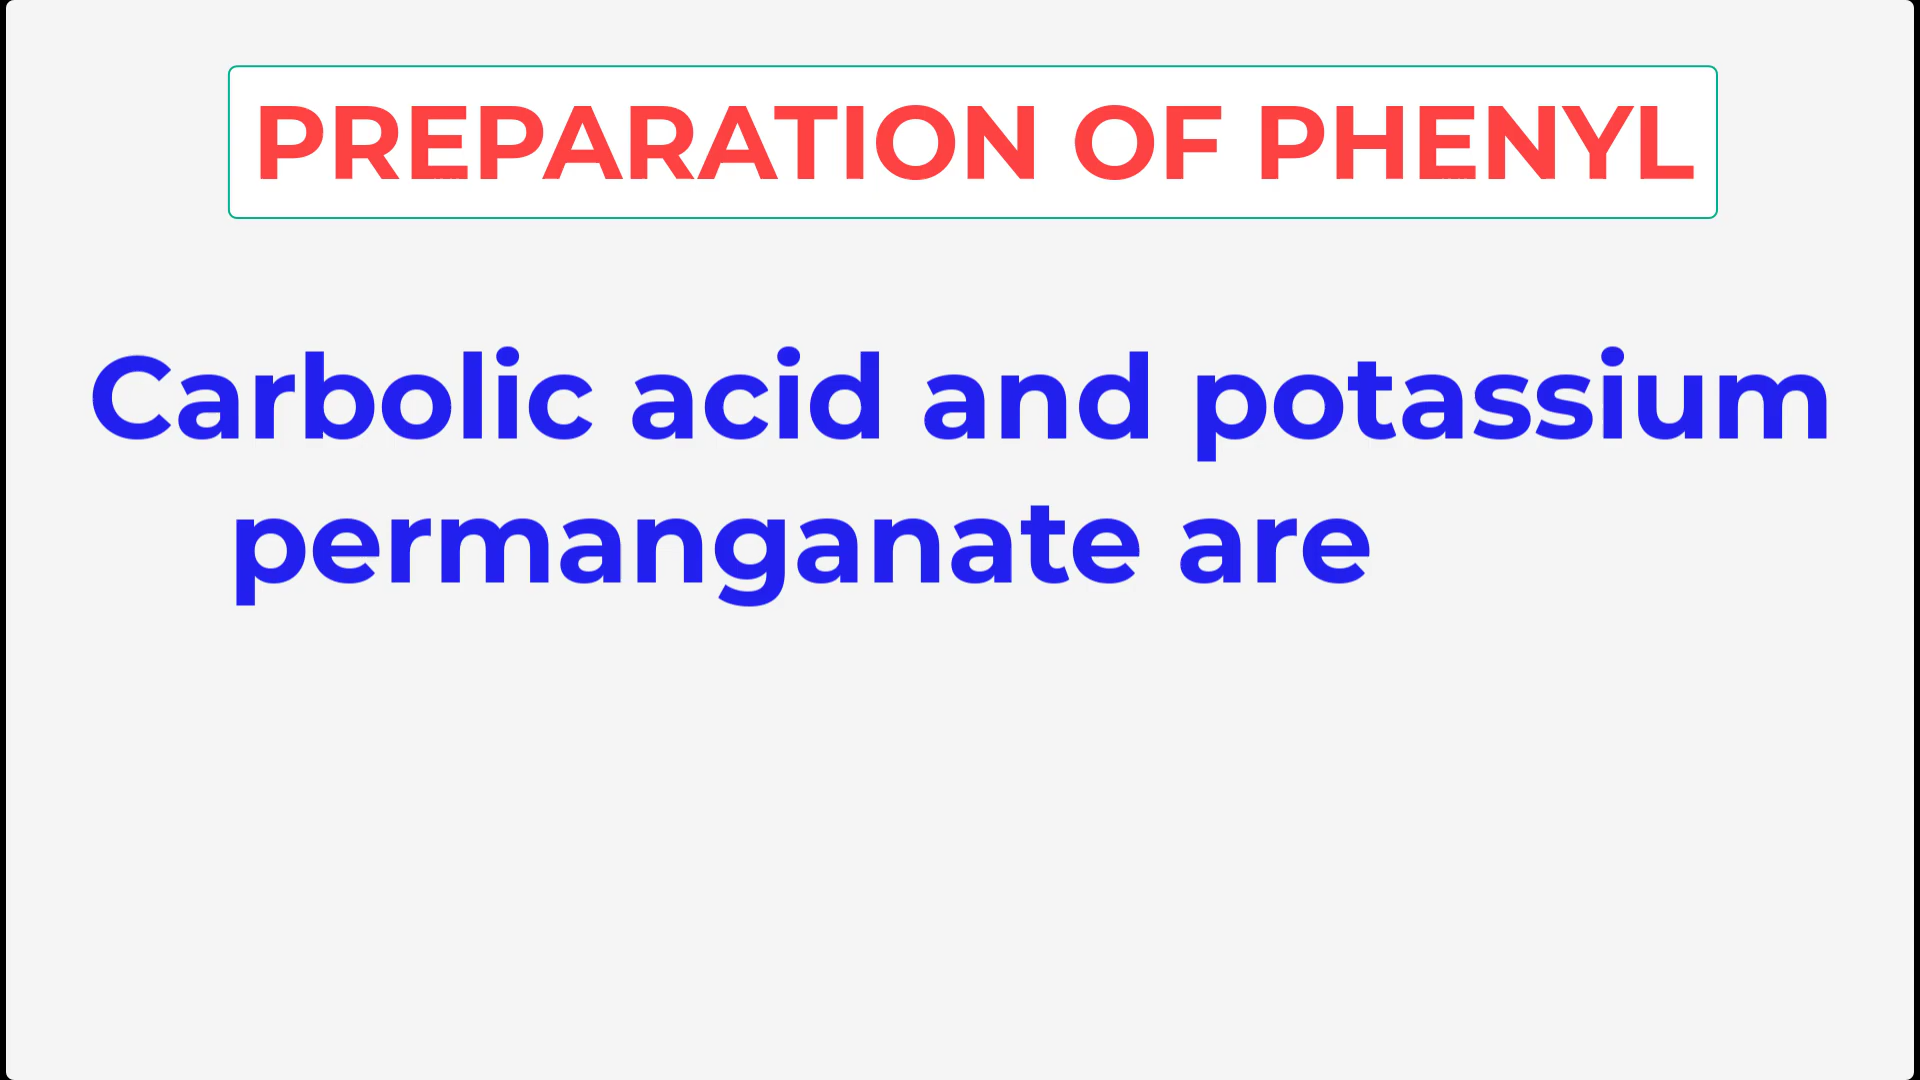 PREPARATION OF PHENYL
Carbolic acid and potassium
permanganate are